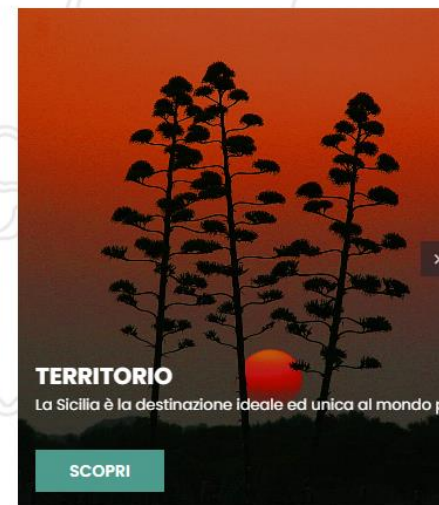 TERRITORIO
La Sicilia è la destinazione ideale ed unica al mondo p
SCOPRI